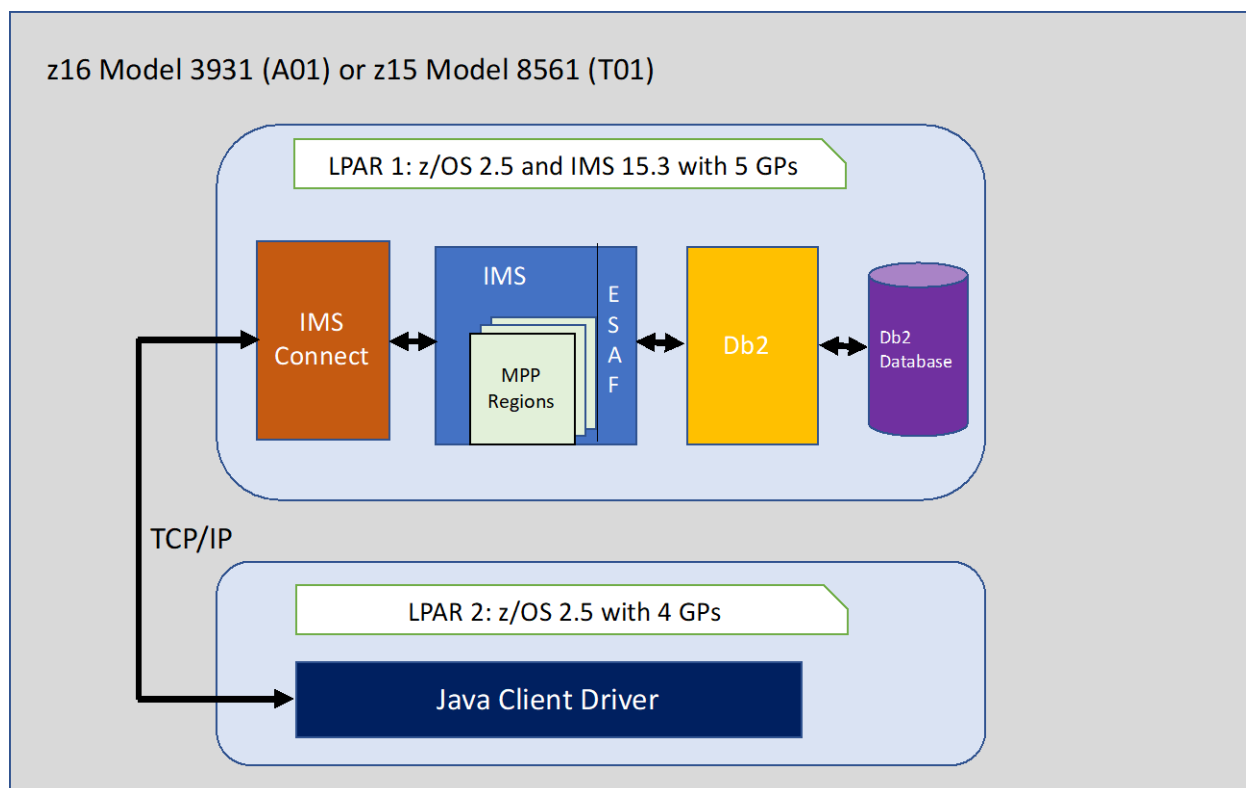 z16 Model 3931 (A01) or z15 Model 8561 (T01)
LPAR 1: z/OS 2.5 and IMS 15.3 with 5 GPs
IMS
Connect
IMS
MPP
Regions
E
S
A
F
Db2
Db2
Database
TCP/IP
LPAR 2: z/OS 2.5 with 4 GPs
Java Client Driver